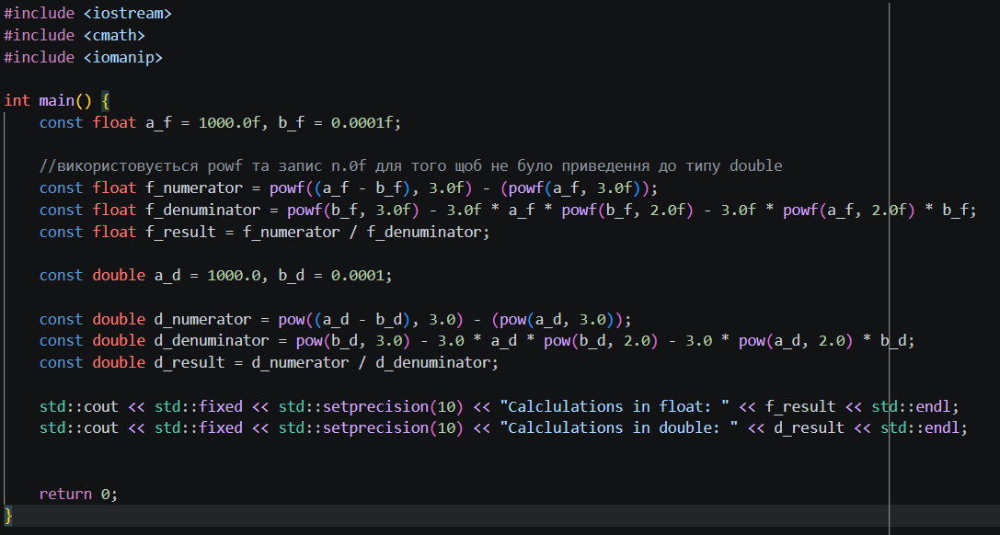 #include <iostream>
#include <cmath>
#include <iomanip>
int main() {
const float a_f = 1000.0f, b_f = 0.0001f;
//використовується powf та запис n.0f для того щоб не було приведення до типу double
const float f_numerator = powf((a_f - b_f), 3.0f) - (powf(a_f, 3.0f));
const float f_denuminator = powf(b_f, 3.0f) - 3.0f * a_f * powf(b_f, 2.0f) - 3.0f * powf(a_f, 2.0f) * b_f;
const float f_result = f_numerator / f_denuminator;
const double a_d = 1000.0, b_d = 0.0001;
const double d_numerator = pow((a_d - b_d), 3.0) - (pow(a_d, 3.0));
const double d_denuminator = pow(b_d, 3.0) - 3.0 * a_d * pow(b_d, 2.0) - 3.0 * pow(a_d, 2.0) * b_d;
const double d_result = d_numerator / d_denuminator;
std::cout << std::fixed << std::setprecision(10) << "Calclulations in float: " << f_result << std::endl;
std::cout << std::fixed << std::setprecision(10) << "Calclulations in double: " << d_result << std::endl;
return 0;
}